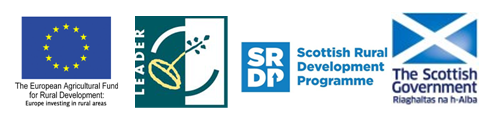 The European Agricultural Fund
for Rural Development:
Europe investing in rural areas
LEADER
SRDP
Scottish Rural
Development
Programme
The Scottish
Government
Riaghaltas na h-Alba